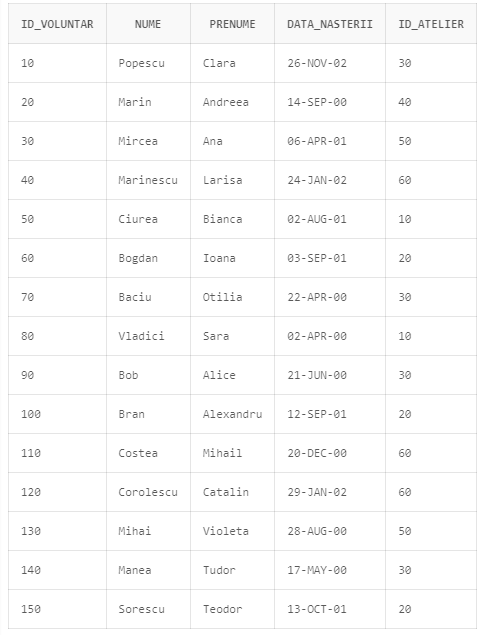 ID_VOLUNTAR NUME PRENUME DATA_NASTERII ID_ATELIER
10 Popescu Clara 26-NOV-02 30
20 Marin Andreea 14-SEP-00 40
30 Mircea Ana 06-APR-01 50
40 Marinescu Larisa 24-JAN-02 60
50 Ciurea Bianca 02-AUG-01 10
60 Bogdan Ioana 03-SEP-01 20
70 Baciu Otilia 22-APR-00 30
80 Vladici Sara 02-APR-00 10
90 Bob Alice 21-JUN-00 30
100 Bran Alexandru 12-SEP-01 20
110 Costea Mihail 20-DEC-00 60
120 Corolescu Catalin 29-JAN-02 60
130 Mihai Violeta 28-AUG-00 50
140 Manea Tudor 17-MAY-00 30
150 Sorescu Teodor 13-OCT-01 20